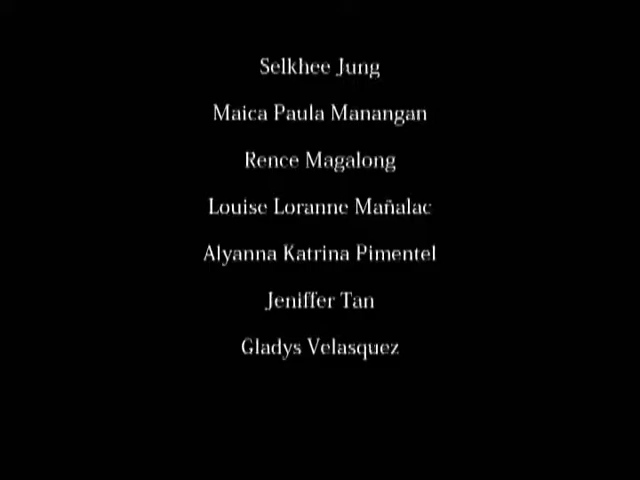 Selkhee Jung
Maica Paula Manangan
Rence Magalong
Louise Loranne Mañalac
Alyanna Katrina Pimentel
Jeniffer Tan
Gladys Velasquez